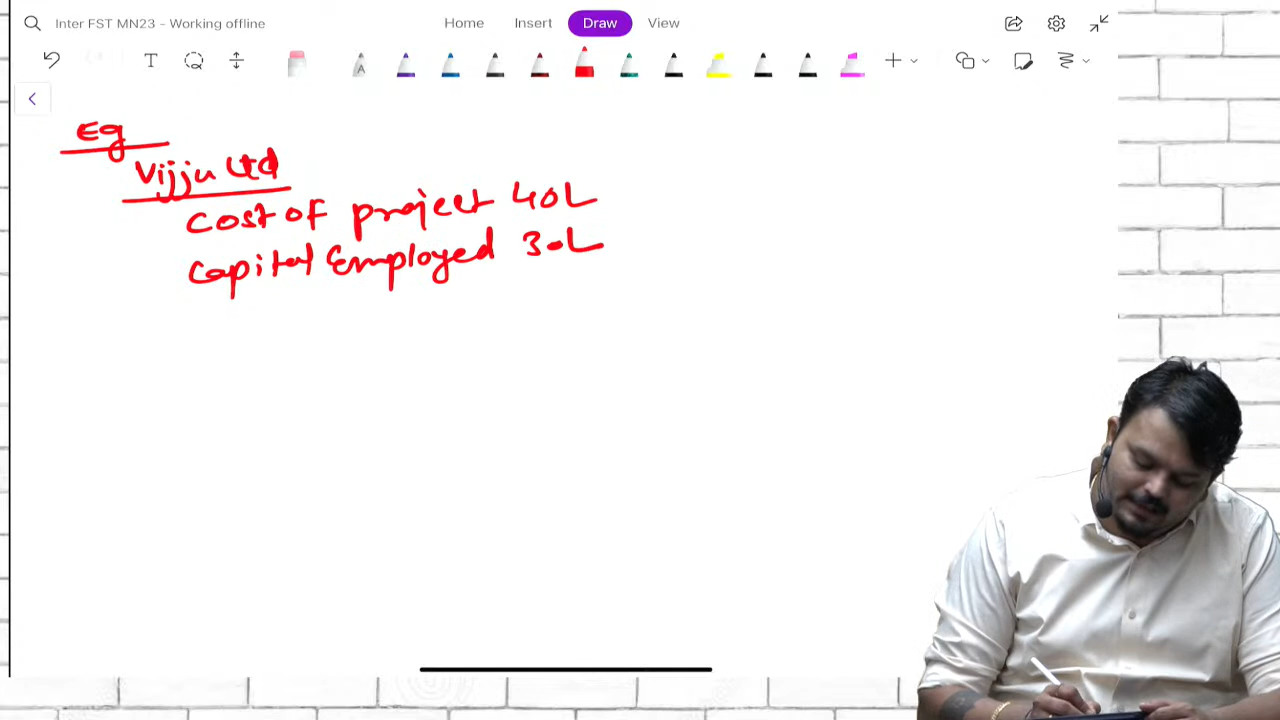 Inter FST MN23 – Working offline
Home Insert Draw View
T
A
Eg
Vijju Ltd
Cost of project 40L
Capital Employed 30L